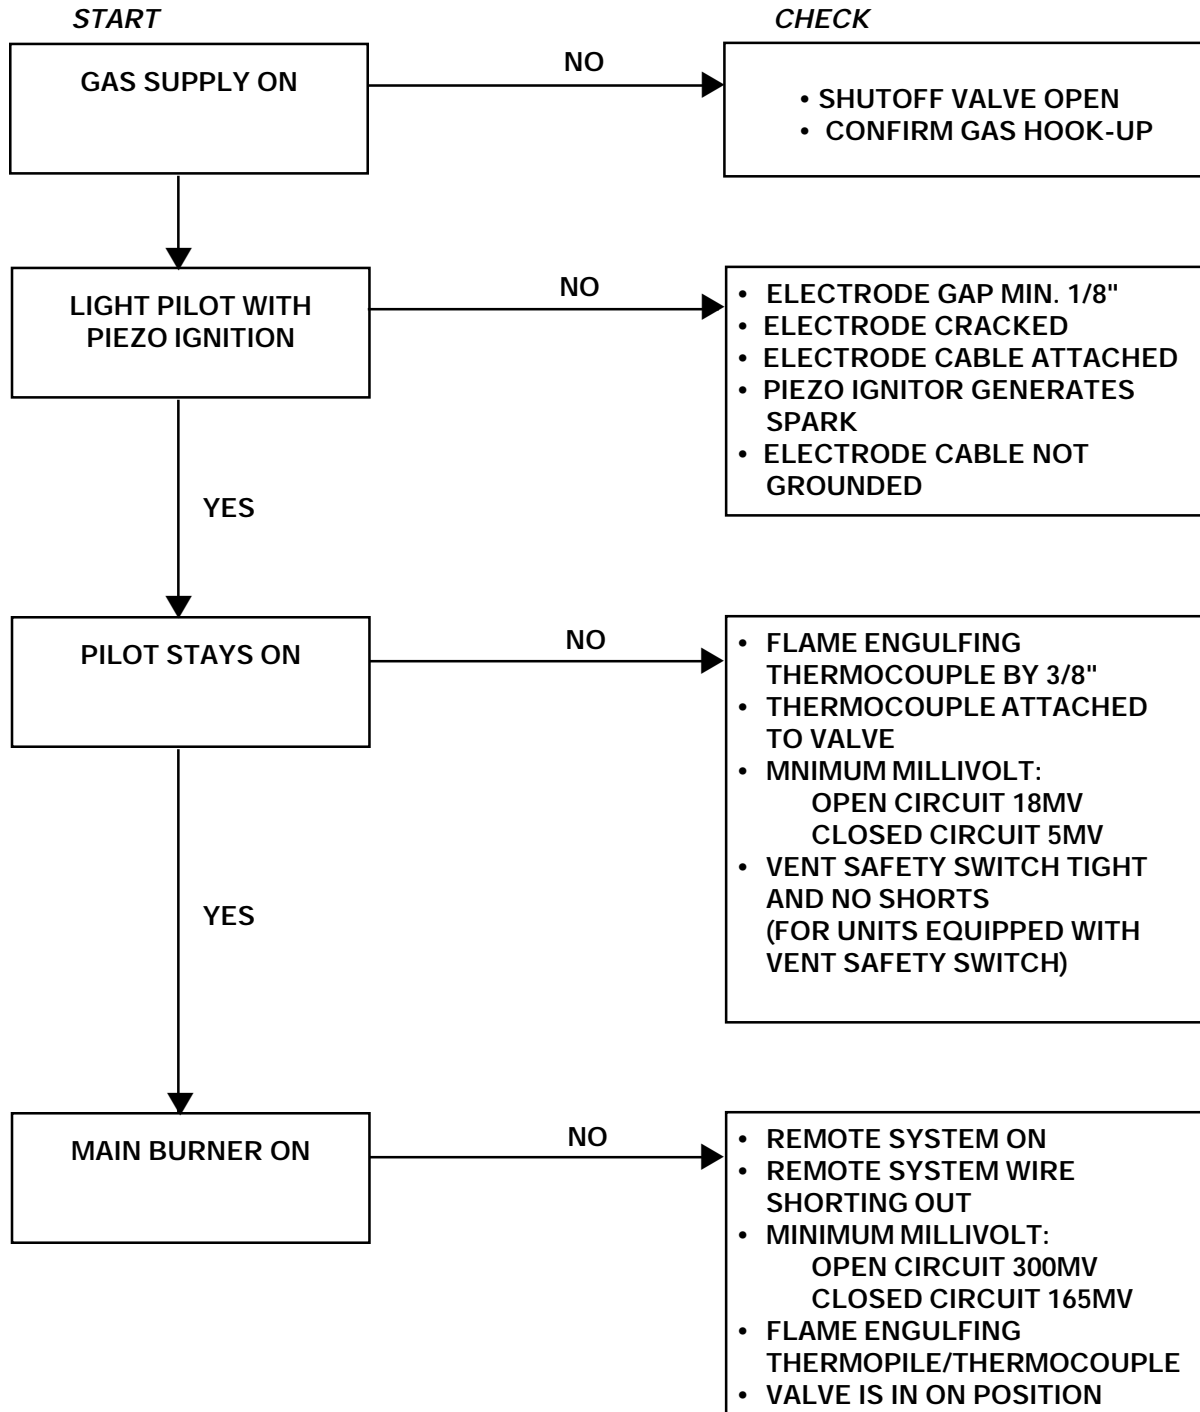 START
CHECK
GAS SUPPLY ON
NO
• SHUTOFF VALVE OPEN
• CONFIRM GAS HOOK-UP
LIGHT PILOT WITH
PIEZO IGNITION
NO
• ELECTRODE GAP MIN. 1/8"
• ELECTRODE CRACKED
• ELECTRODE CABLE ATTACHED
• PIEZO IGNITOR GENERATES
SPARK
• ELECTRODE CABLE NOT
GROUNDED
YES
PILOT STAYS ON
NO
• FLAME ENGULFING
THERMOCOUPLE BY 3/8"
• THERMOCOUPLE ATTACHED
TO VALVE
• MNIMUM MILLIVOLT:
OPEN CIRCUIT 18MV
CLOSED CIRCUIT 5MV
• VENT SAFETY SWITCH TIGHT
AND NO SHORTS
(FOR UNITS EQUIPPED WITH
VENT SAFETY SWITCH)
YES
MAIN BURNER ON
NO
• REMOTE SYSTEM ON
• REMOTE SYSTEM WIRE
SHORTING OUT
• MINIMUM MILLIVOLT:
OPEN CIRCUIT 300MV
CLOSED CIRCUIT 165MV
• FLAME ENGULFING
THERMOPILE/THERMOCOUPLE
• VALVE IS IN ON POSITION